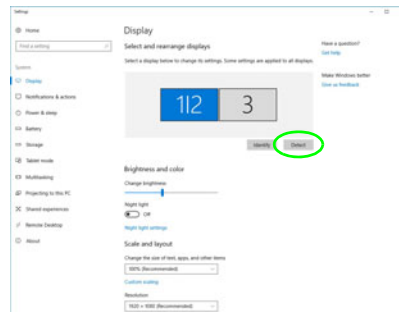 Settings
Home
Find a setting
System
Display
Notifications & actions
Power & sleep
Battery
Storage
Tablet mode
Multitasking
Projecting to this PC
Shared experiences
Remote Desktop
About
Display
Select and rearrange displays
Select a display below to change its settings. Some settings are applied to all displays.
1|2
3
Identify
Detect
Brightness and color
Change brightness
Night light
Off
Night light settings
Scale and layout
Change the size of text, apps, and other items
100% (Recommended)
Custom scaling
Resolution
1920 × 1080 (Recommended)
Have a question?
Get help
Make Windows better
Give us feedback